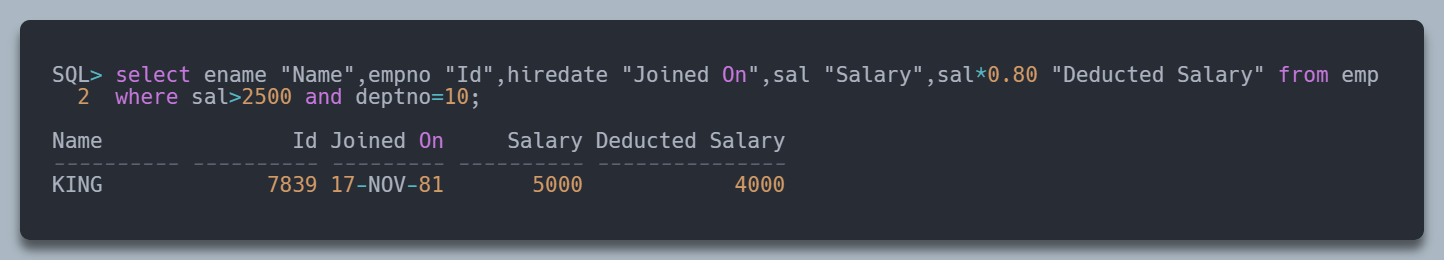 SQL> select ename "Name",empno "Id",hiredate "Joined On",sal "Salary",sal*0.80 "Deducted Salary" from emp
  2  where sal>2500 and deptno=10;

Name               Id Joined On     Salary Deducted Salary
---------- ---------- --------- ---------- ---------------
KING             7839 17-NOV-81       5000            4000